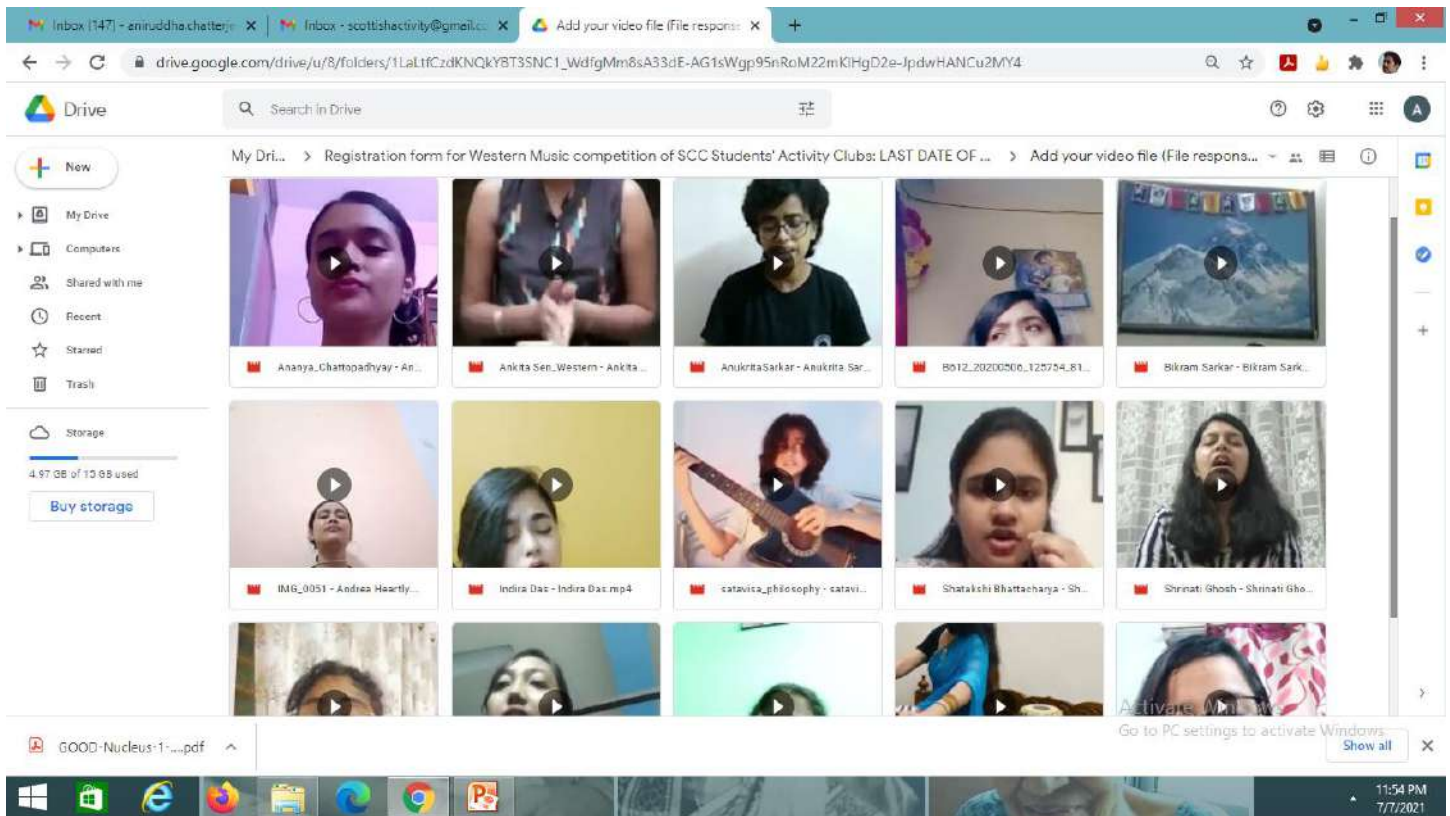 Inbox (147) - aniruddha.chatterje
Inbox - scottishactivity@gmail.co
Add your video file (File response
drive.google.com/drive/u/8/folders/
Drive
Search in Drive
A
New
My Dri... > Registration form for Western Music competition of SCC Students' Activity Clubs: LAST DATE OF ... > Add your video file (File respons...
My Drive
Computers
Shared with me
Recent
Starred
Trash
Storage
4.97 GB of 15 GB used
Buy storage
Ananya_Chattopadhyay - An...
Ankita Sen_Western - Ankita...
AnukritaSarkar - Anukrita Sar...
B612_20200506_125754_81...
Bikram Sarkar - Bikram Sark...
IMG_0051 - Andrea Heartly...
Indira Das - Indira Das.mp4
satavisa_philosophy - satavi...
Shatakshi Bhattacharya - Sh...
Shrinati Ghosh - Shrinati Gho...
Activate Windows
Go to PC settings to activate Windows.
GOOD-Nucleus-1-....pdf
Show all
11:54 PM
7/7/2021